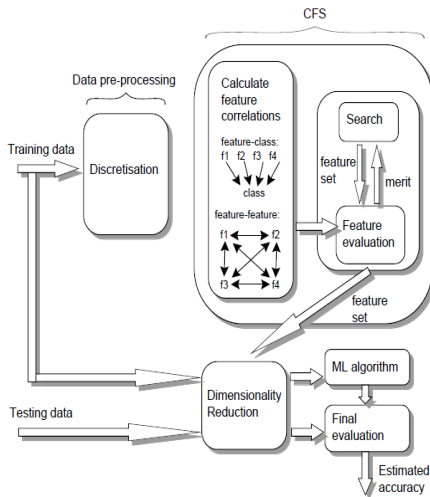 CFS
Data pre-processing
Calculate
feature
correlations
feature-class:
f1 f2 f3 f4
class
feature-feature:
f1 f2
f3 f4
Search
feature
set
merit
Feature
evaluation
Training data
Discretisation
feature
set
Dimensionality
Reduction
ML algorithm
Testing data
Final
evaluation
Estimated
accuracy